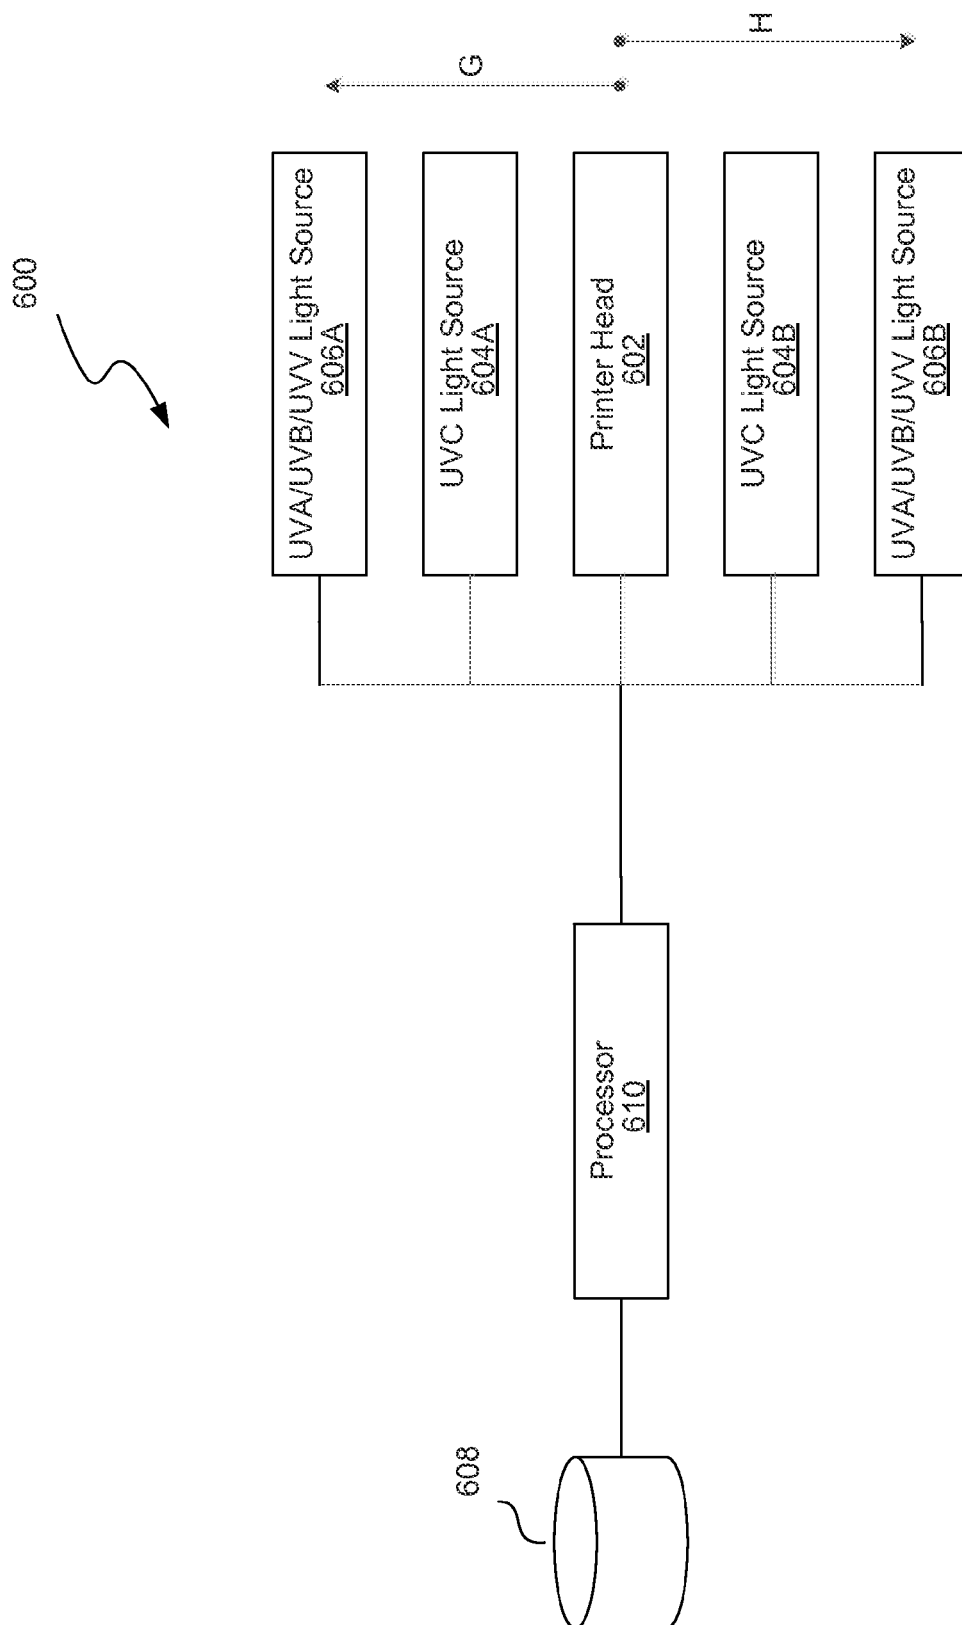 600
G
H
UVA/UVB/UVV Light Source
606A
UVC Light Source
604A
Printer Head
602
UVC Light Source
604B
UVA/UVB/UVV Light Source
606B
Processor
610
608